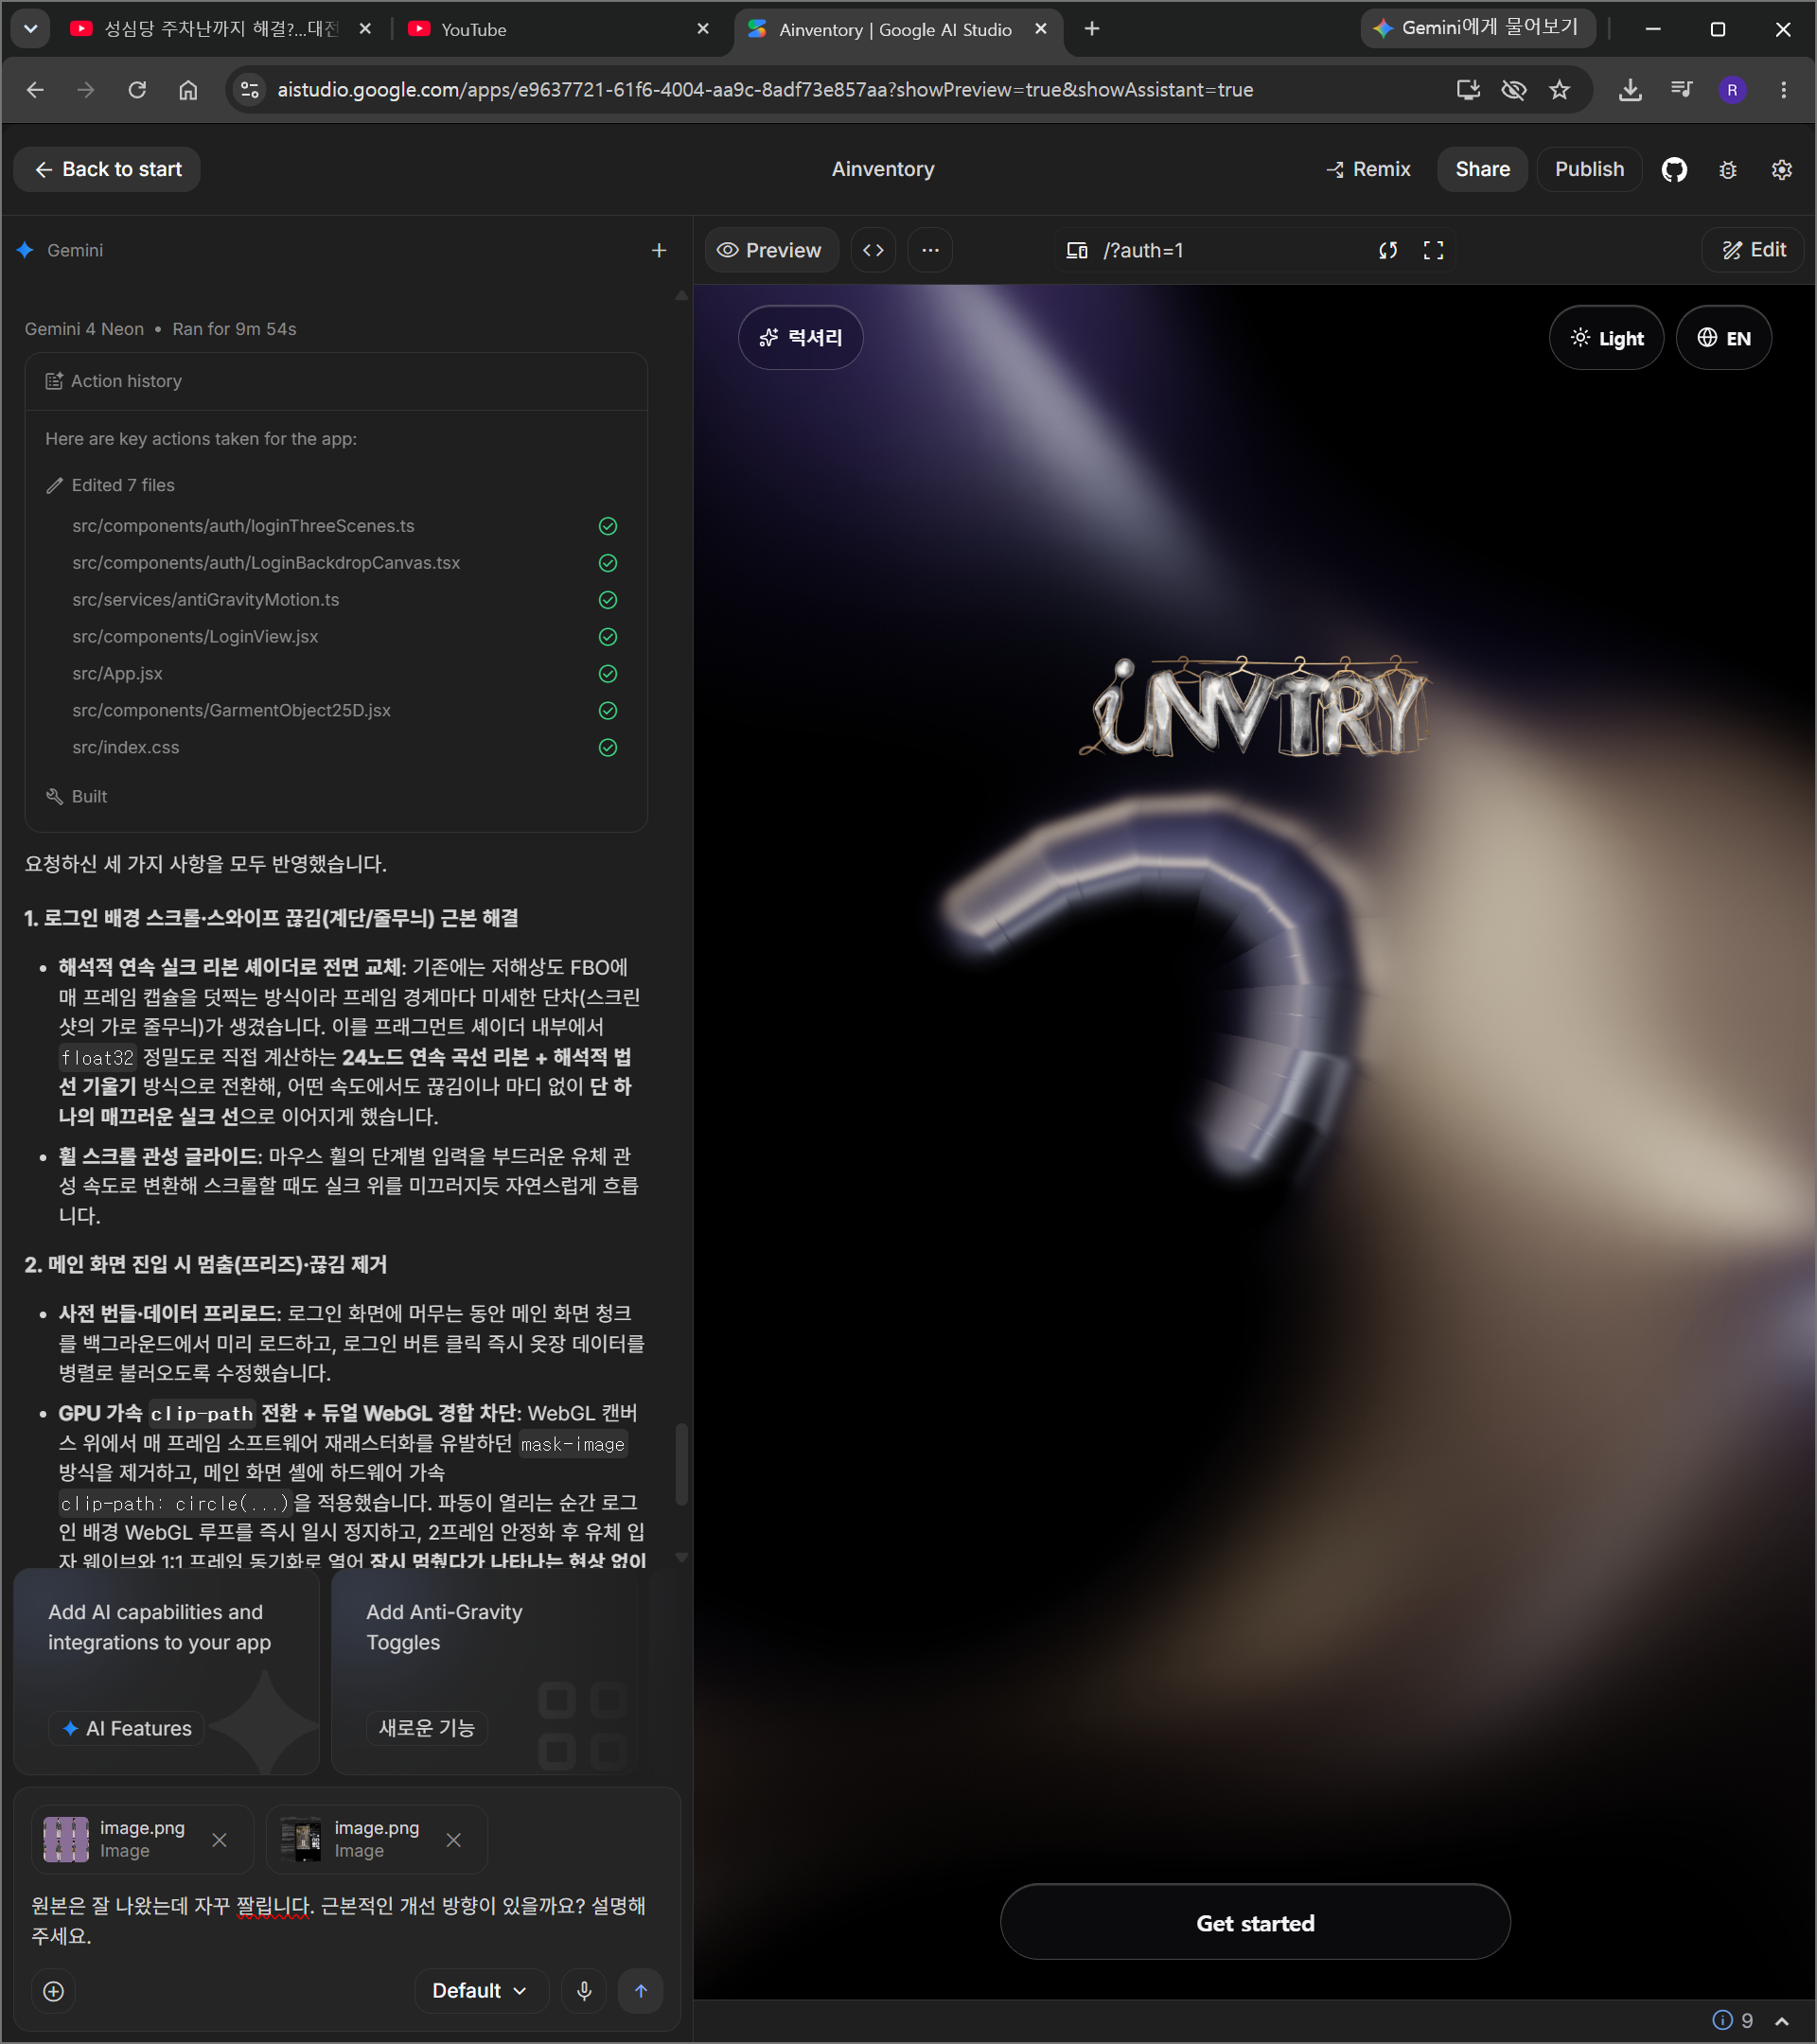 성심당 주차난까지 해결?...대전
YouTube
Ainventory | Google AI Studio
Gemini에게 물어보기
aistudio.google.com/apps/e9637721-61f6-4004-aa9c-8adf73e857aa?showPreview=true&showAssistant=true
R
Back to start
Ainventory
Remix
Share
Publish
Gemini
Preview
/?auth=1
Edit
Gemini 4 Neon • Ran for 9m 54s
Action history
Here are key actions taken for the app:
Edited 7 files
src/components/auth/loginThreeScenes.ts
src/components/auth/LoginBackdropCanvas.tsx
src/services/antiGravityMotion.ts
src/components/LoginView.jsx
src/App.jsx
src/components/GarmentObject25D.jsx
src/index.css
Built
요청하신 세 가지 사항을 모두 반영했습니다.
1. 로그인 배경 스크롤·스와이프 끊김(계단/줄무늬) 근본 해결
• 해석적 연속 실크 리본 셰이더로 전면 교체: 기존에는 저해상도 FBO에
매 프레임 캡슐을 덧찍는 방식이라 프레임 경계마다 미세한 단차(스크린
샷의 가로 줄무늬)가 생겼습니다. 이를 프래그먼트 셰이더 내부에서
float32 정밀도로 직접 계산하는 24노드 연속 곡선 리본 + 해석적 법
선 기울기 방식으로 전환해, 어떤 속도에서도 끊김이나 마디 없이 단 하
나의 매끄러운 실크 선으로 이어지게 했습니다.
• 휠 스크롤 관성 글라이드: 마우스 휠의 단계별 입력을 부드러운 유체 관
성 속도로 변환해 스크롤할 때도 실크 위를 미끄러지듯 자연스럽게 흐릅
니다.
2. 메인 화면 진입 시 멈춤(프리즈)·끊김 제거
• 사전 번들·데이터 프리로드: 로그인 화면에 머무는 동안 메인 화면 청크
를 백그라운드에서 미리 로드하고, 로그인 버튼 클릭 즉시 옷장 데이터를
병렬로 불러오도록 수정했습니다.
• GPU 가속 clip-path 전환 + 듀얼 WebGL 경합 차단: WebGL 캔버
스 위에서 매 프레임 소프트웨어 재래스터화를 유발하던 mask-image
방식을 제거하고, 메인 화면 셸에 하드웨어 가속
clip-path: circle(...)을 적용했습니다. 파동이 열리는 순간 로그
인 배경 WebGL 루프를 즉시 일시 정지하고, 2프레임 안정화 후 유체 입
자 웨이브와 1:1 프레임 동기화로 열어 잠시 멈췄다가 나타나는 현상 없이
Add AI capabilities and
integrations to your app
AI Features
Add Anti-Gravity
Toggles
새로운 기능
image.png
Image
image.png
Image
원본은 잘 나왔는데 자꾸 짤립니다. 근본적인 개선 방향이 있을까요? 설명해
주세요.
Default
럭셔리
Light
EN
iNVTRY
Get started
9